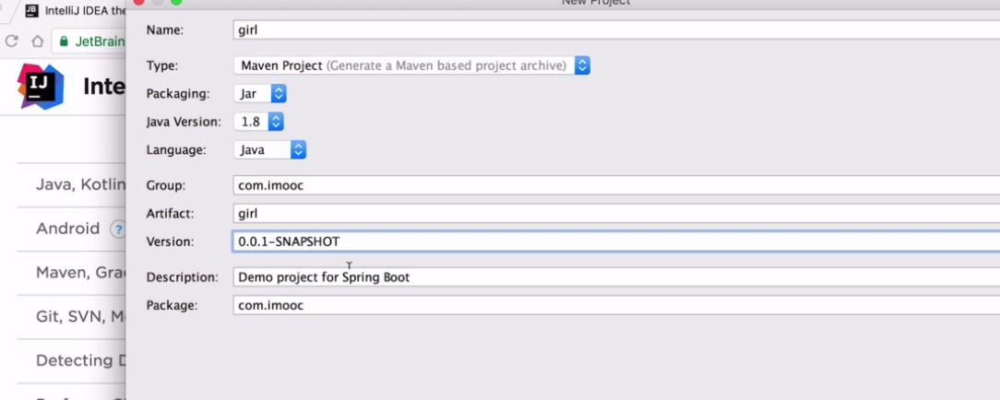 New Project
IntelliJ IDEA the
JetBrain
IJ
Inte
Java, Kotlin
Android ?
Maven, Gra
Git, SVN, M
Detecting D
Name: girl
Type: Maven Project (Generate a Maven based project archive)
Packaging: Jar
Java Version: 1.8
Language: Java
Group: com.imooc
Artifact: girl
Version: 0.0.1-SNAPSHOT
Description: Demo project for Spring Boot
Package: com.imooc